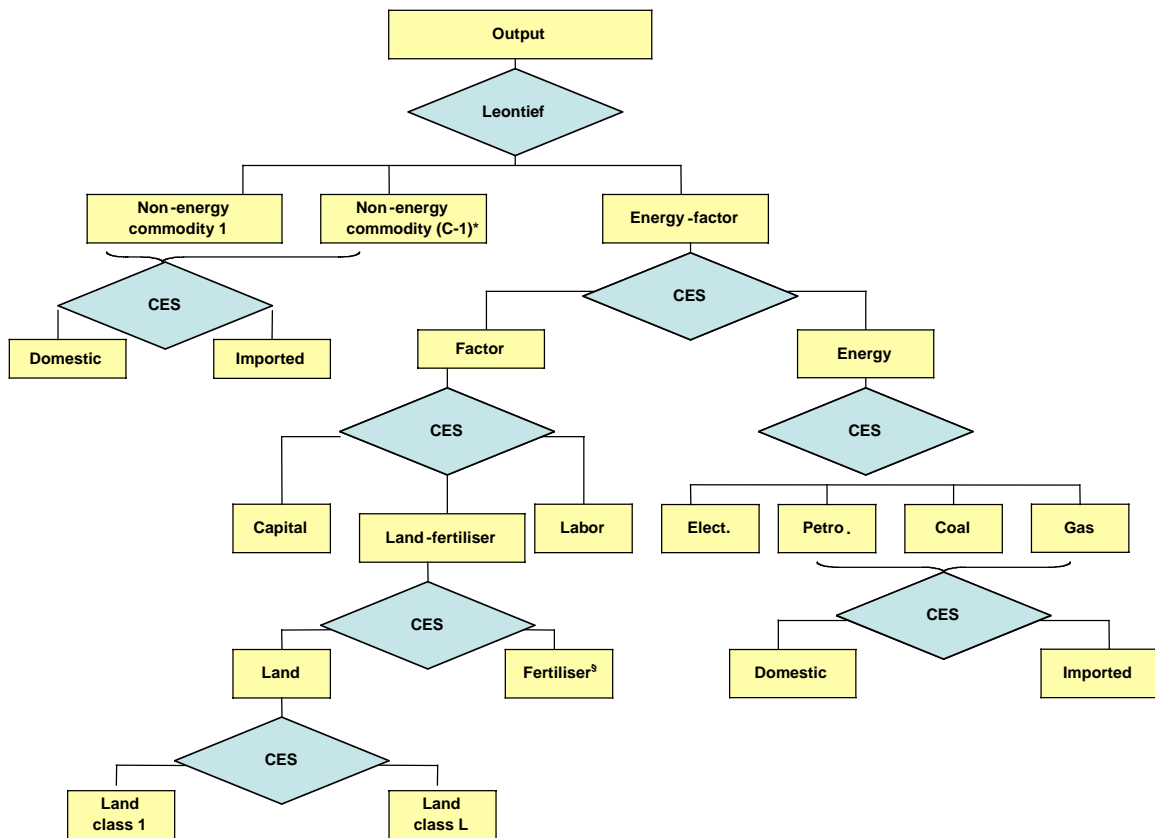 Output
Leontief
Non-energy
commodity 1
Non-energy
commodity (C-1)*
Energy-factor
CES
CES
Factor
Energy
Domestic
Imported
CES
CES
Capital
Land-fertiliser
Labor
Elect.
Petro.
Coal
Gas
CES
CES
Land
Fertiliser§
Domestic
Imported
CES
Land
class 1
Land
class L